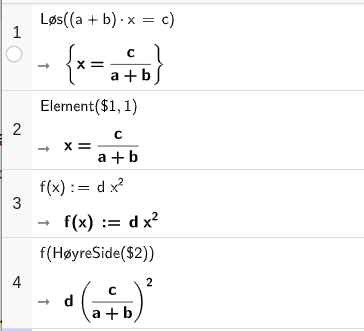 1 Løs((a + b) · x = c)
→ {x = c/(a + b)}
2 Element($1, 1)
→ x = c/(a + b)
3 f(x) := d x²
→ f(x) := d x²
4 f(HøyreSide($2))
→ d (c/(a + b))²